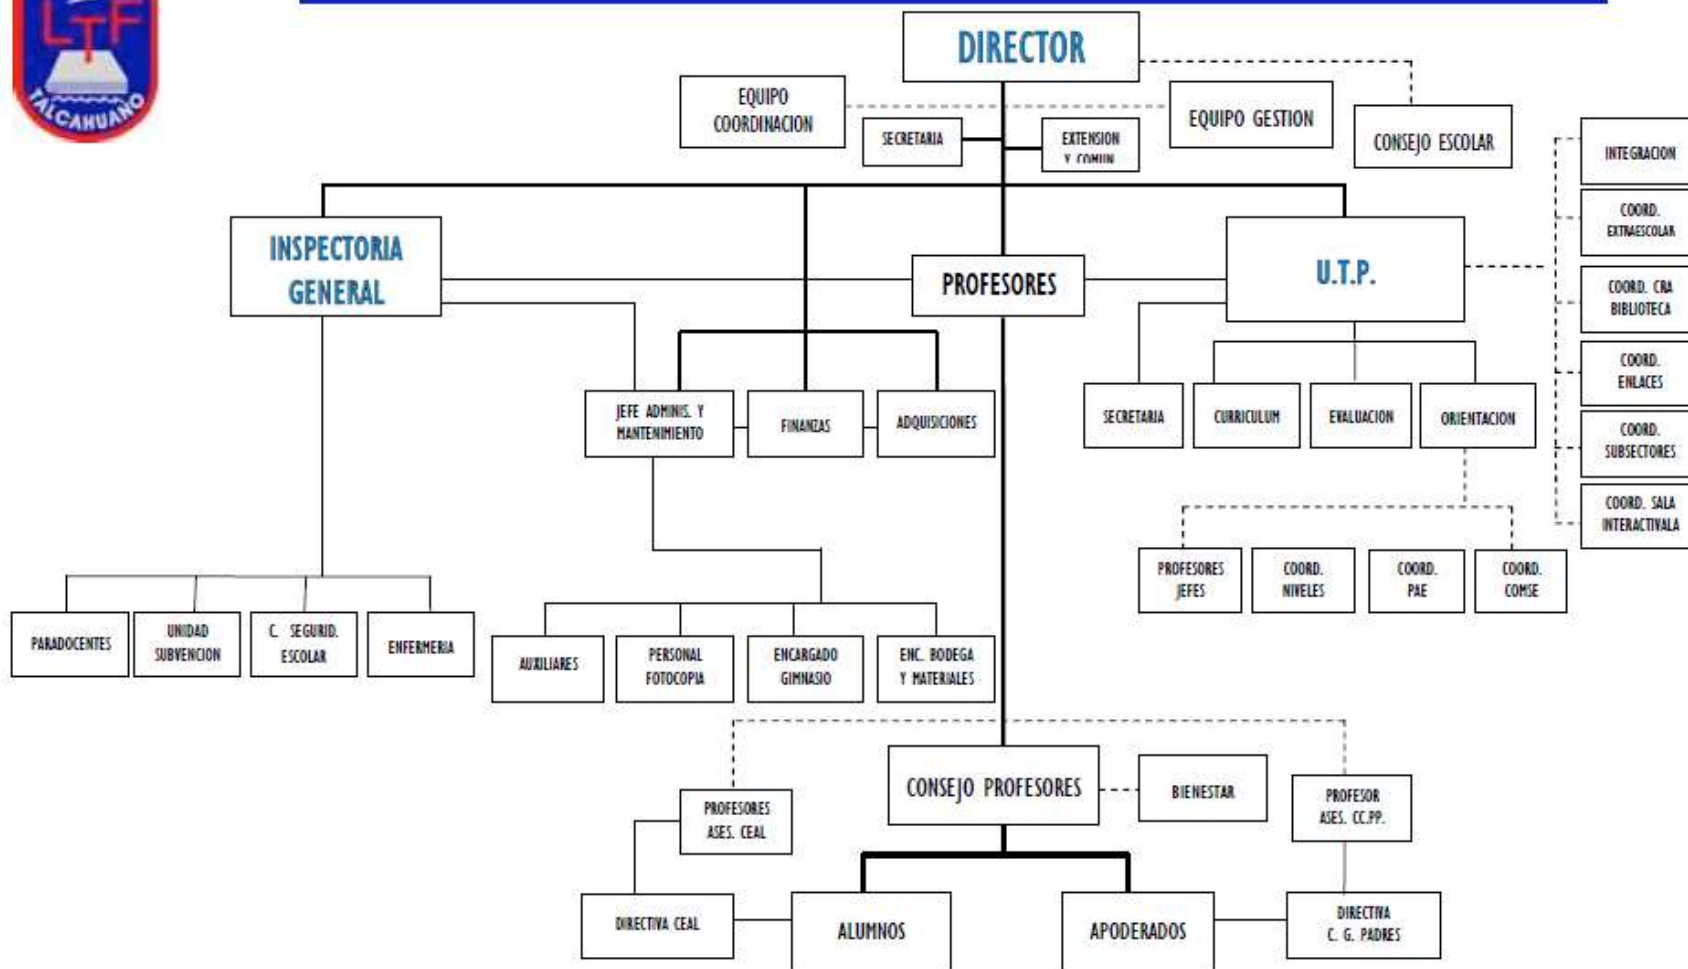 LTF
TALCAHUANO
DIRECTOR
EQUIPO
COORDINACION
EQUIPO GESTION
CONSEJO ESCOLAR
SECRETARIA
EXTENSION
Y COMUN
INTEGRACION
COORD.
EXTRAESCOLAR
COORD. CRA
BIBLIOTECA
COORD.
ENLACES
COORD.
SUBSECTORES
COORD. SALA
INTERACTIVALA
INSPECTORIA
GENERAL
PROFESORES
U.T.P.
JEFE ADMINIS. Y
MANTENIMIENTO
FINANZAS
ADQUISICIONES
SECRETARIA
CURRICULUM
EVALUACION
ORIENTACION
PROFESORES
JEFES
COORD.
NIVELES
COORD.
PAE
COORD.
COMSE
PARADOCENTES
UNIDAD
SUBVENCION
C. SEGURID.
ESCOLAR
ENFERMERIA
AUXILIARES
PERSONAL
FOTOCOPIA
ENCARGADO
GIMNASIO
ENC. BODEGA
Y MATERIALES
CONSEJO PROFESORES
BIENESTAR
PROFESORES
ASES. CEAL
PROFESOR
ASES. CC.PP.
DIRECTIVA CEAL
ALUMNOS
APODERADOS
DIRECTIVA
C. G. PADRES